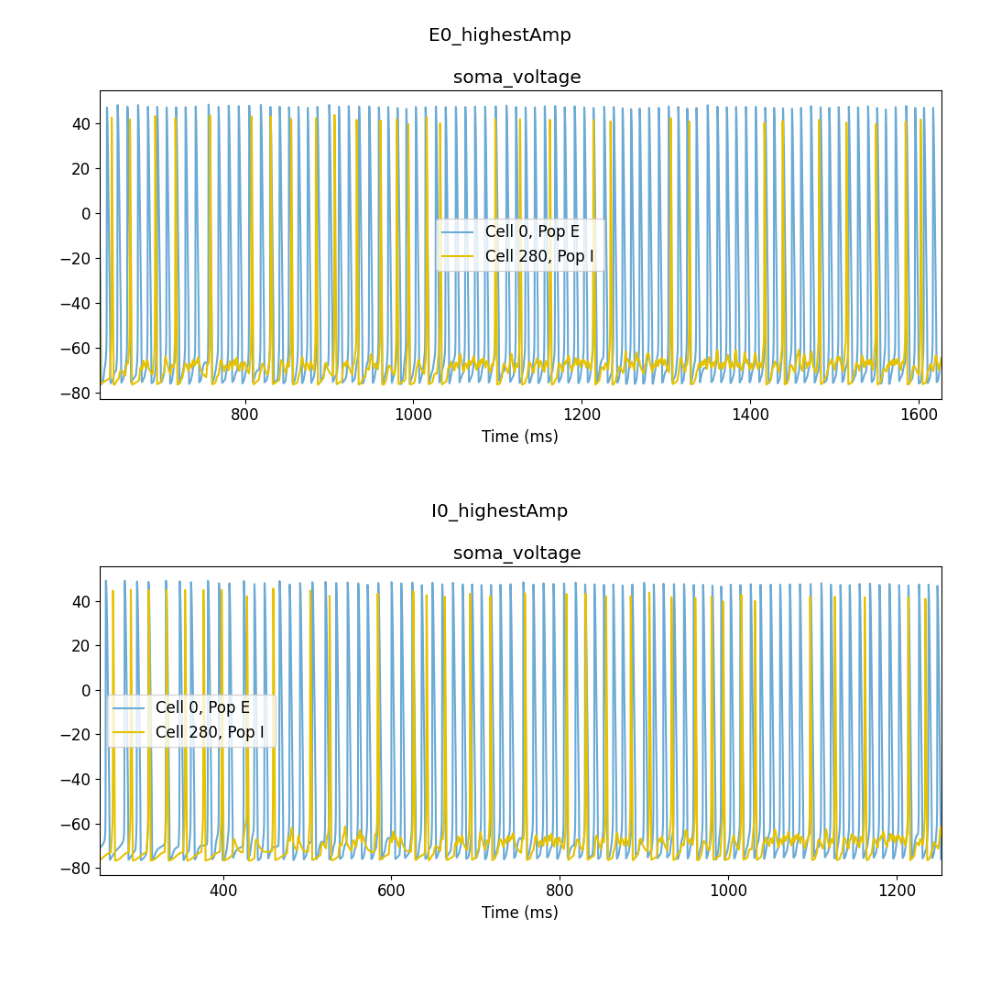 E0_highestAmp
soma_voltage
40
20
0
−20
−40
−60
−80
Cell 0, Pop E
Cell 280, Pop I
800 1000 1200 1400 1600
Time (ms)
I0_highestAmp
soma_voltage
40
20
0
−20
−40
−60
−80
Cell 0, Pop E
Cell 280, Pop I
400 600 800 1000 1200
Time (ms)